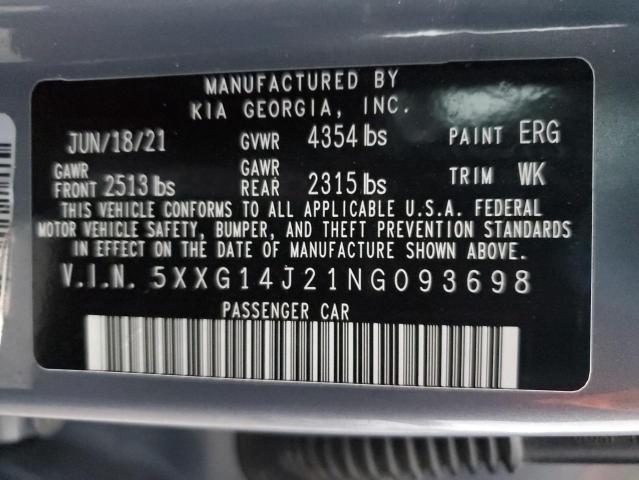 MANUFACTURED BY
KIA GEORGIA, INC.
JUN/18/21 GVWR 4354 lbs PAINT ERG
GAWR FRONT 2513 lbs GAWR REAR 2315 lbs TRIM WK
THIS VEHICLE CONFORMS TO ALL APPLICABLE U.S.A. FEDERAL
MOTOR VEHICLE SAFETY, BUMPER, AND THEFT PREVENTION STANDARDS
IN EFFECT ON THE DATE OF MANUFACTURE SHOWN ABOVE.
V.I.N. 5XXG14J21NG093698
PASSENGER CAR